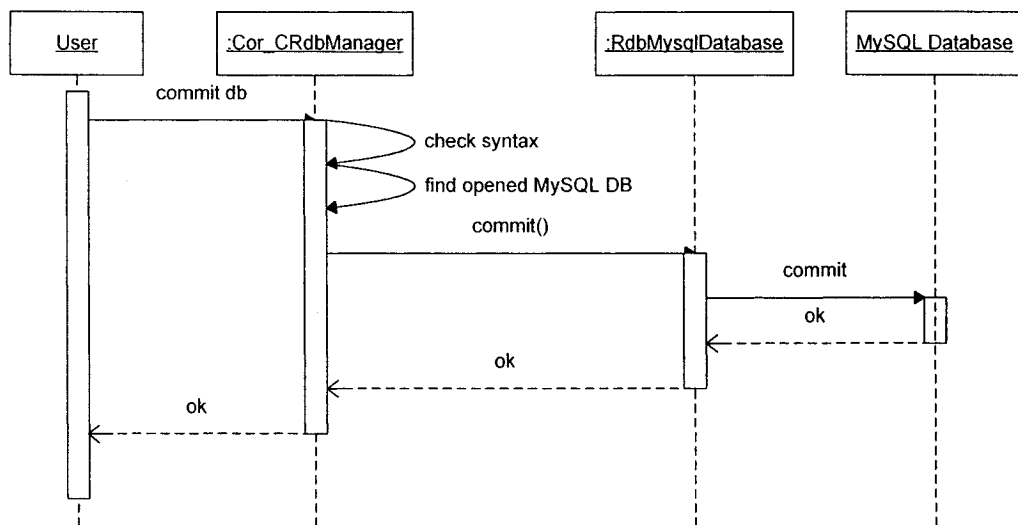 User
:Cor_CRdbManager
:RdbMysqlDatabase
MySQL Database
commit db
check syntax
find opened MySQL DB
commit()
commit
ok
ok
ok